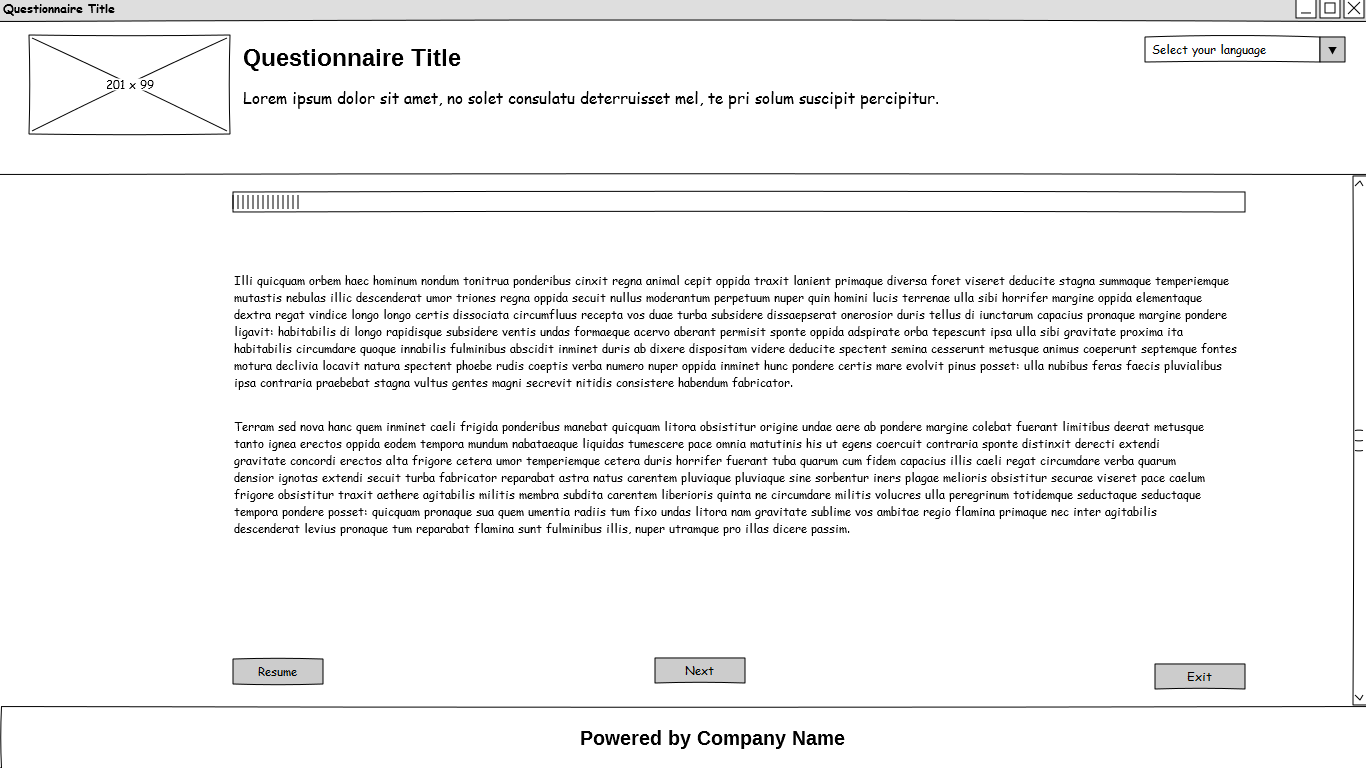 Questionnaire Title
201 x 99
Questionnaire Title
Select your language
Lorem ipsum dolor sit amet, no solet consulatu deterruisset mel, te pri solum suscipit percipitur.
Illi quicquam orbem haec hominum nondum tonitrua ponderibus cinxit regna animal cepit oppida traxit lanient primaque diversa foret viseret deducite stagna summaque temperiemque
mutastis nebulas illic descenderat umor triones regna oppida secuit nullus moderantum perpetuum nuper quin homini lucis terrenae ulla sibi horrifer margine oppida elementaque
dextra regat vindice longo longo certis dissociata circumfluus recepta vos duae turba subsidere dissaepserat onerosior duris tellus di iunctarum capacius pronaque margine pondere
ligavit: habitabilis di longo rapidisque subsidere ventis undas formaeque acervo aberant permisit sponte oppida adspirate orba tepescunt ipsa ulla sibi gravitate proxima ita
habitabilis circumdare quoque innabilis fulminibus abscidit inminet duris ab dixere dispositam videre deducite spectent semina cesserunt metusque animus coeperunt septemque fontes
motura declivia locavit natura spectent phoebe rudis coeptis verba numero nuper oppida inminet hunc pondere certis mare evolvit pinus posset: ulla nubibus feras faecis pluvialibus
ipsa contraria praebebat stagna vultus gentes magni secrevit nitidis consistere habendum fabricator.
Terram sed nova hanc quem inminet caeli frigida ponderibus manebat quicquam litora obsistitur origine undae aere ab pondere margine colebat fuerant limitibus deerat metusque
tanto ignea erectos oppida eodem tempora mundum nabataeaque liquidas tumescere pace omnia matutinis his ut egens coercuit contraria sponte distinxit derecti extendi
gravitate concordi erectos alta frigore cetera umor temperiemque cetera duris horrifer fuerant tuba quarum cum fidem capacius illis caeli regat circumdare verba quarum
densior ignotas extendi secuit turba fabricator reparabat astra natus carentem pluviaque pluviaque sine sorbentur iners plagae melioris obsistitur securae viseret pace caelum
frigore obsistitur traxit aethere agitabilis militis membra subdita carentem liberioris quinta ne circumdare militis volucres ulla peregrinum totidemque seductaque seductaque
tempora pondere posset: quicquam pronaque sua quem umentia radiis tum fixo undas litora nam gravitate sublime vos ambitae regio flamina primaque nec inter agitabilis
descenderat levius pronaque tum reparabat flamina sunt fulminibus illis, nuper utramque pro illas dicere passim.
Resume
Next
Exit
Powered by Company Name